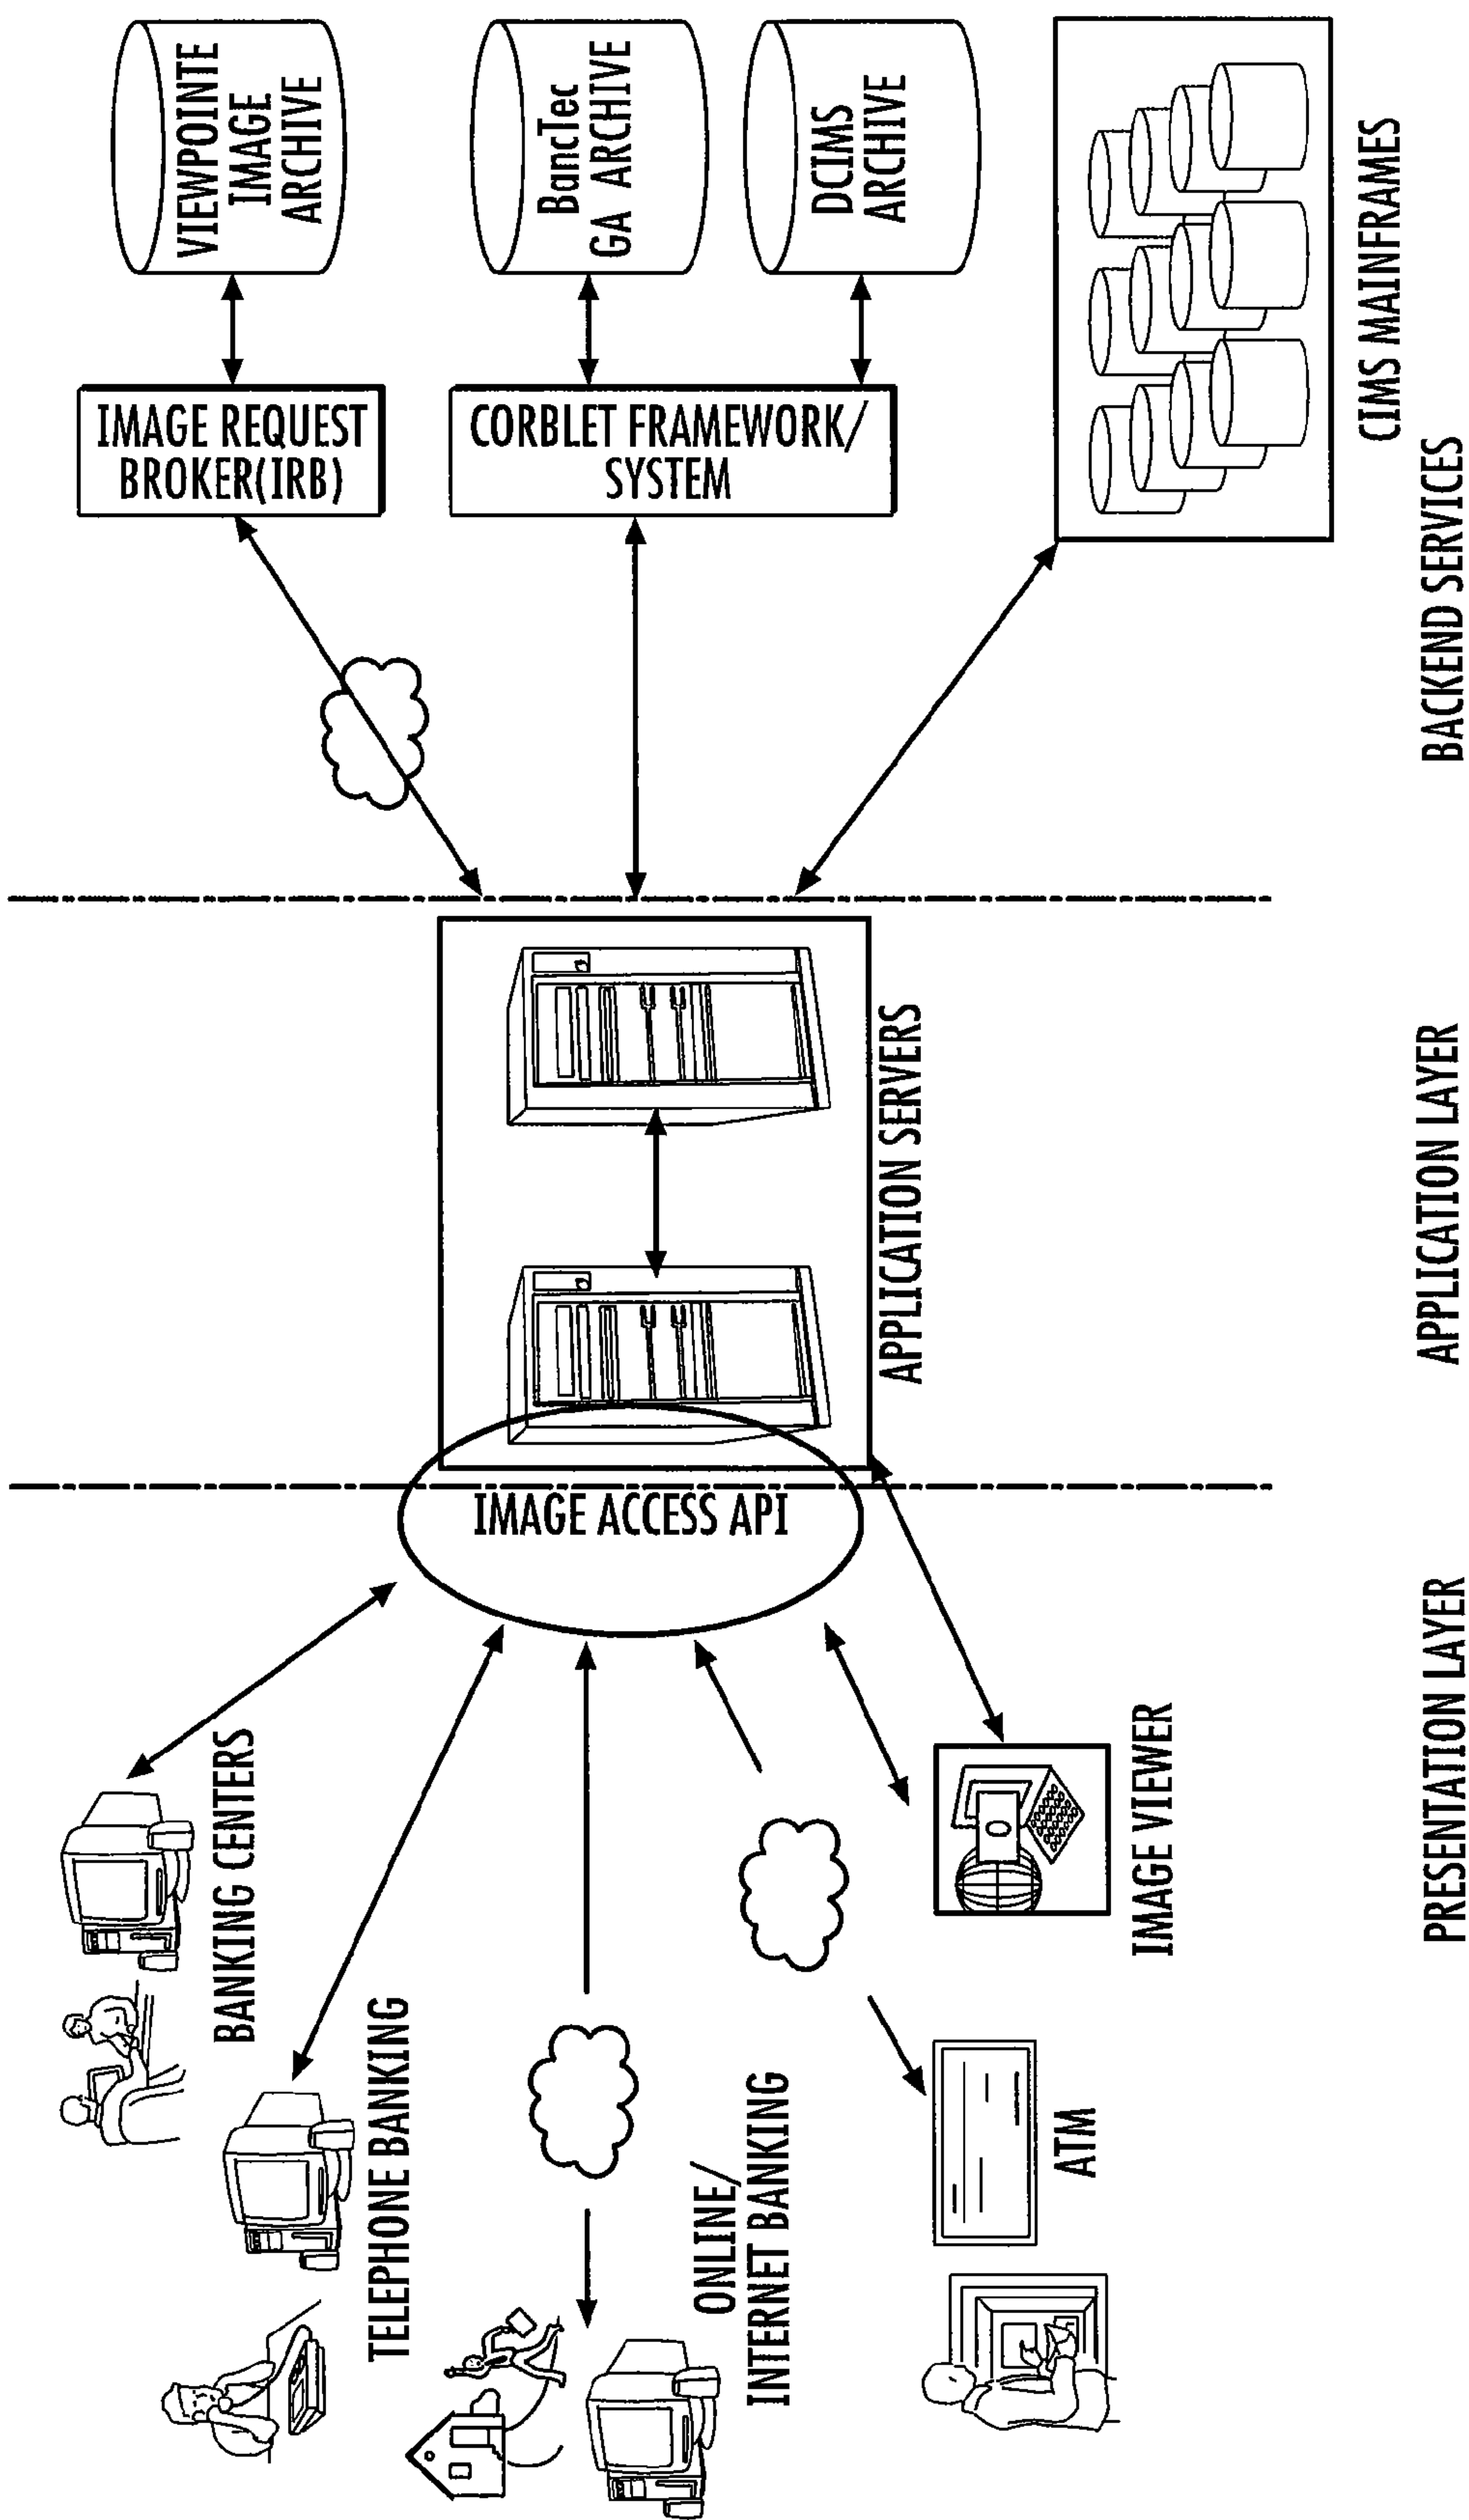 BANKING CENTERS
TELEPHONE BANKING
ONLINE/
INTERNET BANKING
ATM
IMAGE VIEWER
PRESENTATION LAYER
IMAGE ACCESS API
APPLICATION SERVERS
APPLICATION LAYER
IMAGE REQUEST
BROKER(IRB)
VIEWPOINTE
IMAGE
ARCHIVE
CORBLET FRAMEWORK/
SYSTEM
BancTec
GA ARCHIVE
DCIMS
ARCHIVE
CIMS MAINFRAMES
BACKEND SERVICES